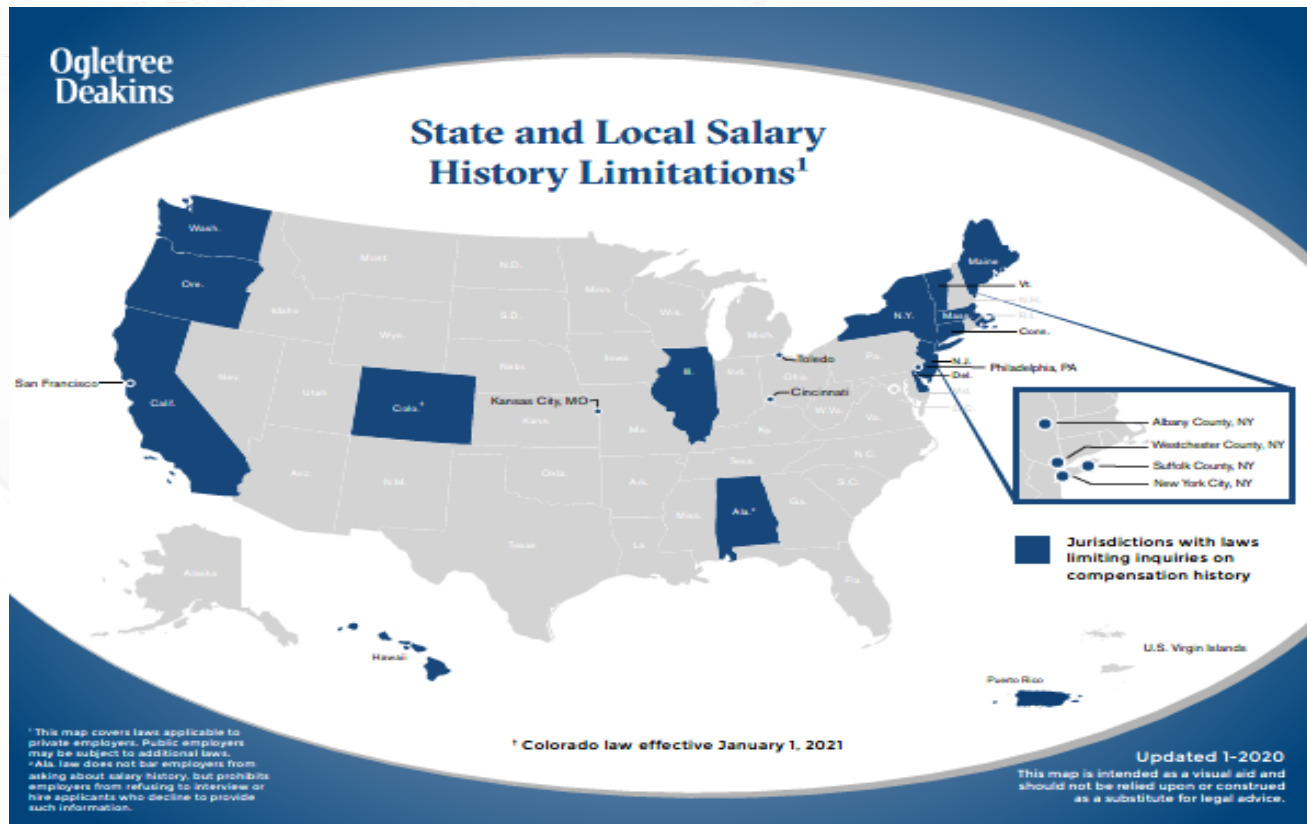 Ogletree
Deakins
State and Local Salary
History Limitations¹
Wash.
Ore.
Calif.
San Francisco
Idaho
Nev.
Mont.
Wyo.
Utah
Ariz.
Colo.†
N.M.
N.D.
S.D.
Nebr.
Kans.
Okla.
Texas
Minn.
Iowa
Mo.
Kansas City, MO
Ark.
La.
Wis.
Mich.
Ind.
Ohio
Toledo
Cincinnati
Ky.
Tenn.
Miss.
Ala.
Ga.
Fla.
S.C.
N.C.
Va.
W.Va.
Pa.
N.Y.
Maine
Vt.
N.H.
Mass.
R.I.
Conn.
N.J.
Philadelphia, PA
Del.
Md.
D.C.
Albany County, NY
Westchester County, NY
Suffolk County, NY
New York City, NY
Jurisdictions with laws
limiting inquiries on
compensation history
Alaska
Hawaii
U.S. Virgin Islands
Puerto Rico
¹ This map covers laws applicable to
private employers. Public employers
may be subject to additional laws.
Ala. law does not bar employers from
asking about salary history, but prohibits
employers from refusing to interview or
hire applicants who decline to provide
such information.
† Colorado law effective January 1, 2021
Updated 1-2020
This map is intended as a visual aid and
should not be relied upon or construed
as a substitute for legal advice.